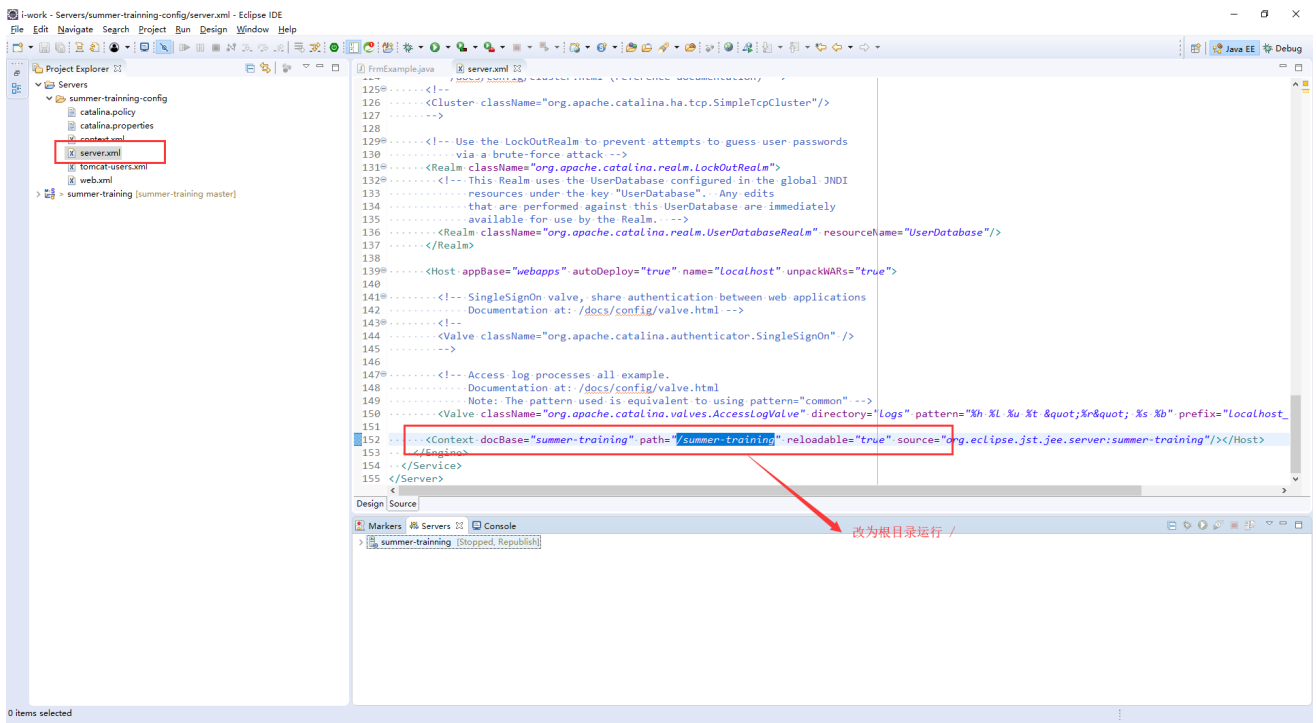 i-work - Servers/summer-trainning-config/server.xml - Eclipse IDE
File Edit Navigate Search Project Run Design Window Help
Java EE Debug
Project Explorer
Servers
summer-trainning-config
catalina.policy
catalina.properties
context.xml
server.xml
tomcat-users.xml
web.xml
> summer-training [summer-training master]
FrmExample.java server.xml
124 /docs/config/cluster.html (reference documentation) -->
125 <!--
126 <Cluster className="org.apache.catalina.ha.tcp.SimpleTcpCluster"/>
127 -->
128
129 <!-- Use the LockOutRealm to prevent attempts to guess user passwords
130 via a brute-force attack -->
131 <Realm className="org.apache.catalina.realm.LockOutRealm">
132 <!-- This Realm uses the UserDatabase configured in the global JNDI
133 resources under the key "UserDatabase". Any edits
134 that are performed against this UserDatabase are immediately
135 available for use by the Realm. -->
136 <Realm className="org.apache.catalina.realm.UserDatabaseRealm" resourceName="UserDatabase"/>
137 </Realm>
138
139 <Host appBase="webapps" autoDeploy="true" name="localhost" unpackWARs="true">
140
141 <!-- SingleSignOn valve, share authentication between web applications
142 Documentation at: /docs/config/valve.html -->
143 <!--
144 <Valve className="org.apache.catalina.authenticator.SingleSignOn" />
145 -->
146
147 <!-- Access log processes all example.
148 Documentation at: /docs/config/valve.html
149 Note: The pattern used is equivalent to using pattern="common" -->
150 <Valve className="org.apache.catalina.valves.AccessLogValve" directory="logs" pattern="%h %l %u %t &quot;%r&quot; %s %b" prefix="localhost_
151
152 <Context docBase="summer-training" path="/summer-training" reloadable="true" source="org.eclipse.jst.jee.server:summer-training"/></Host>
153 </Engine>
154 </Service>
155 </Server>
Design Source
Markers Servers Console
summer-trainning [Stopped, Republish]
改为根目录运行 /
0 items selected